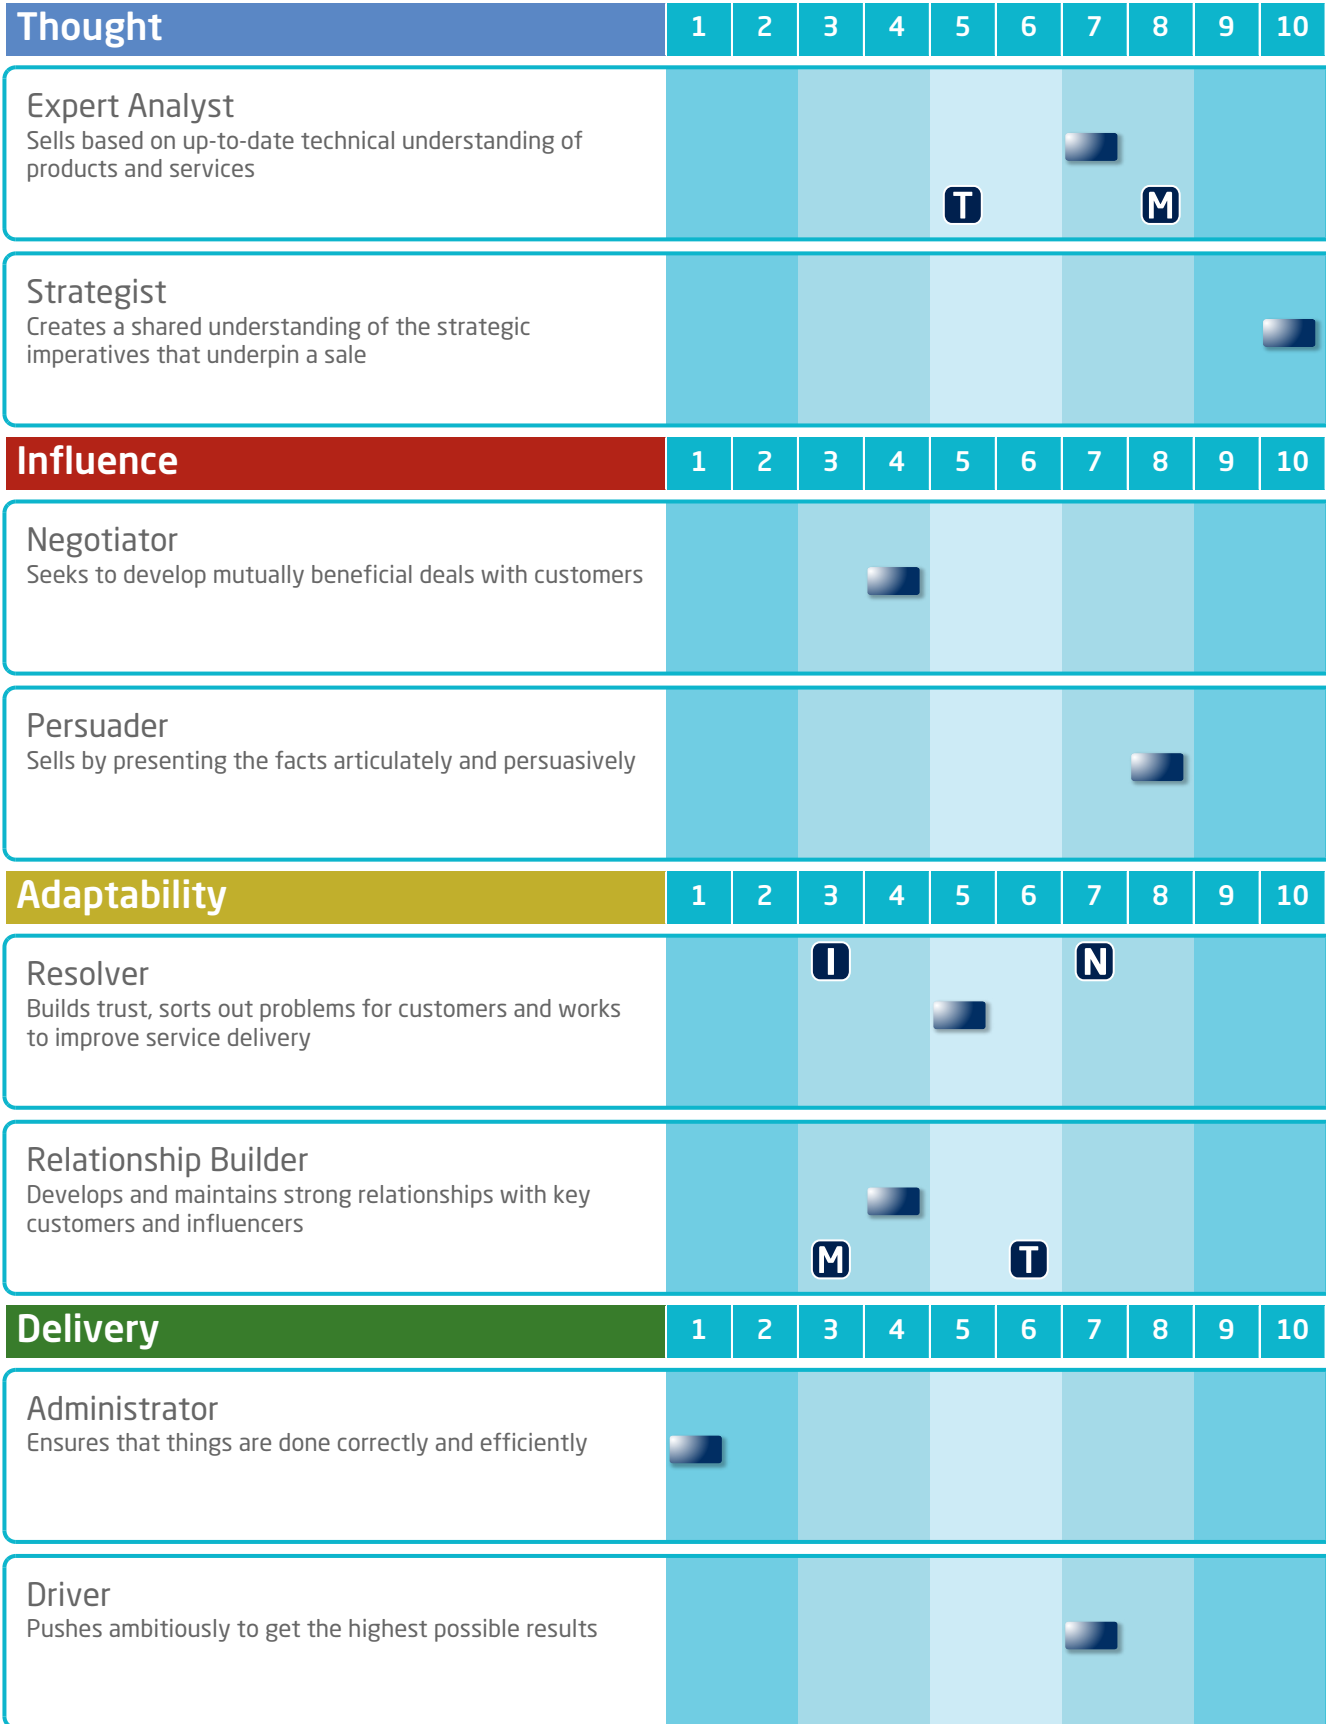 Thought 1 2 3 4 5 6 7 8 9 10
Expert Analyst
Sells based on up-to-date technical understanding of
products and services
T M
Strategist
Creates a shared understanding of the strategic
imperatives that underpin a sale
Influence 1 2 3 4 5 6 7 8 9 10
Negotiator
Seeks to develop mutually beneficial deals with customers
Persuader
Sells by presenting the facts articulately and persuasively
Adaptability 1 2 3 4 5 6 7 8 9 10
I N
Resolver
Builds trust, sorts out problems for customers and works
to improve service delivery
Relationship Builder
Develops and maintains strong relationships with key
customers and influencers
M T
Delivery 1 2 3 4 5 6 7 8 9 10
Administrator
Ensures that things are done correctly and efficiently
Driver
Pushes ambitiously to get the highest possible results